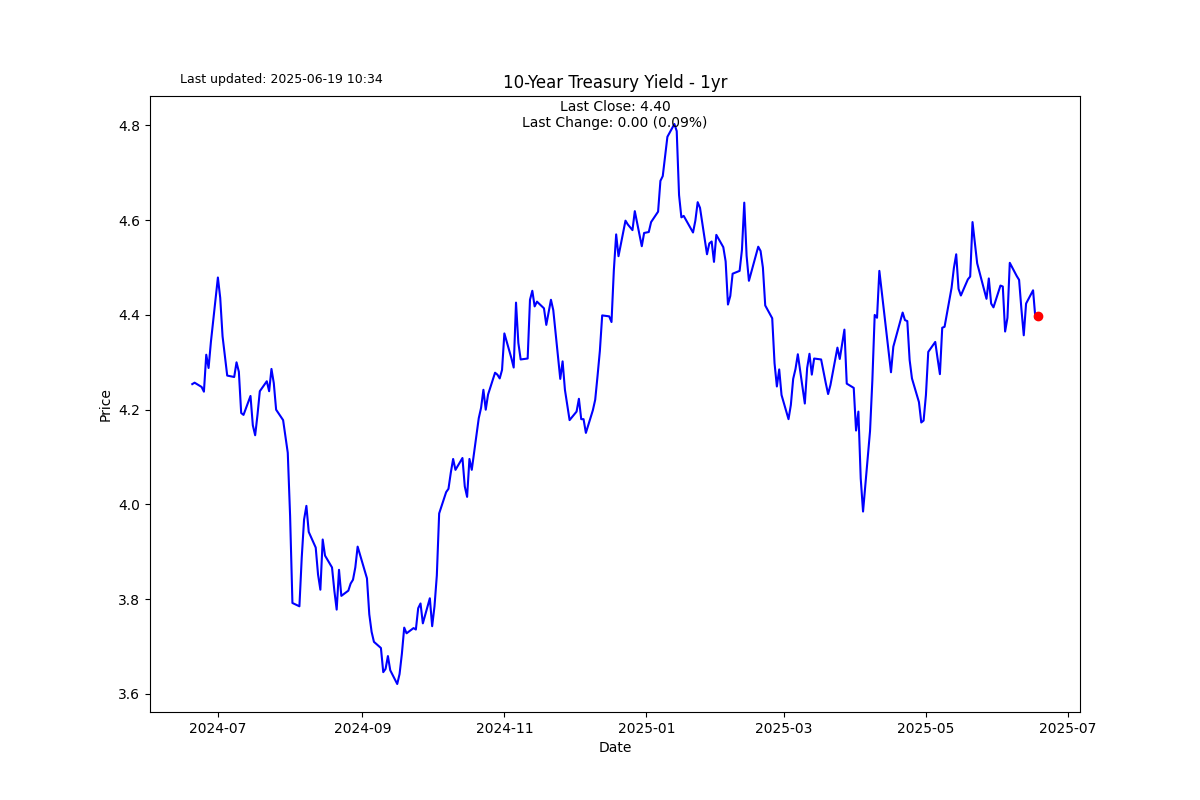 Last updated: 2025-06-19 10:34
10-Year Treasury Yield - 1yr
Last Close: 4.40
Last Change: 0.00 (0.09%)
Price
4.8
4.6
4.4
4.2
4.0
3.8
3.6
2024-07 2024-09 2024-11 2025-01 2025-03 2025-05 2025-07
Date